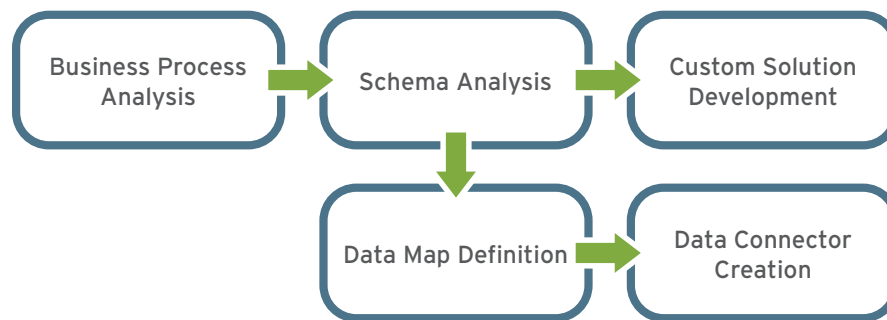 Business Process
Analysis
Schema Analysis
Custom Solution
Development
Data Map Definition
Data Connector
Creation